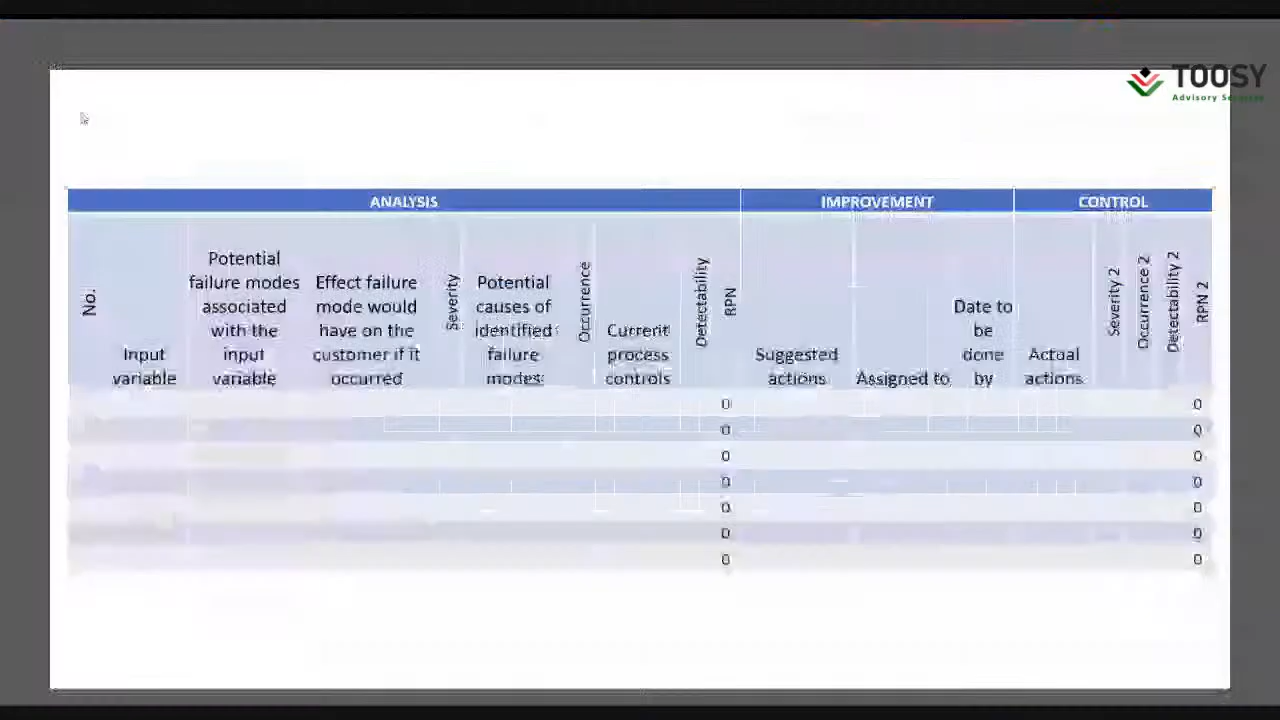 TOOSY
Advisory Services
ANALYSIS
IMPROVEMENT
CONTROL
No.
Input
variable
Potential
failure modes
associated
with the
input
variable
Effect failure
mode would
have on the
customer if it
occurred
Severity
Potential
causes of
identified
failure
modes
Occurrence
Current
process
controls
Detectability
RPN
Suggested
actions
Assigned to
Date to
be
done
by
Actual
actions
Severity 2
Occurrence 2
Detectability 2
RPN 2
0 0
0 0
0 0
0 0
0 0
0 0
0 0